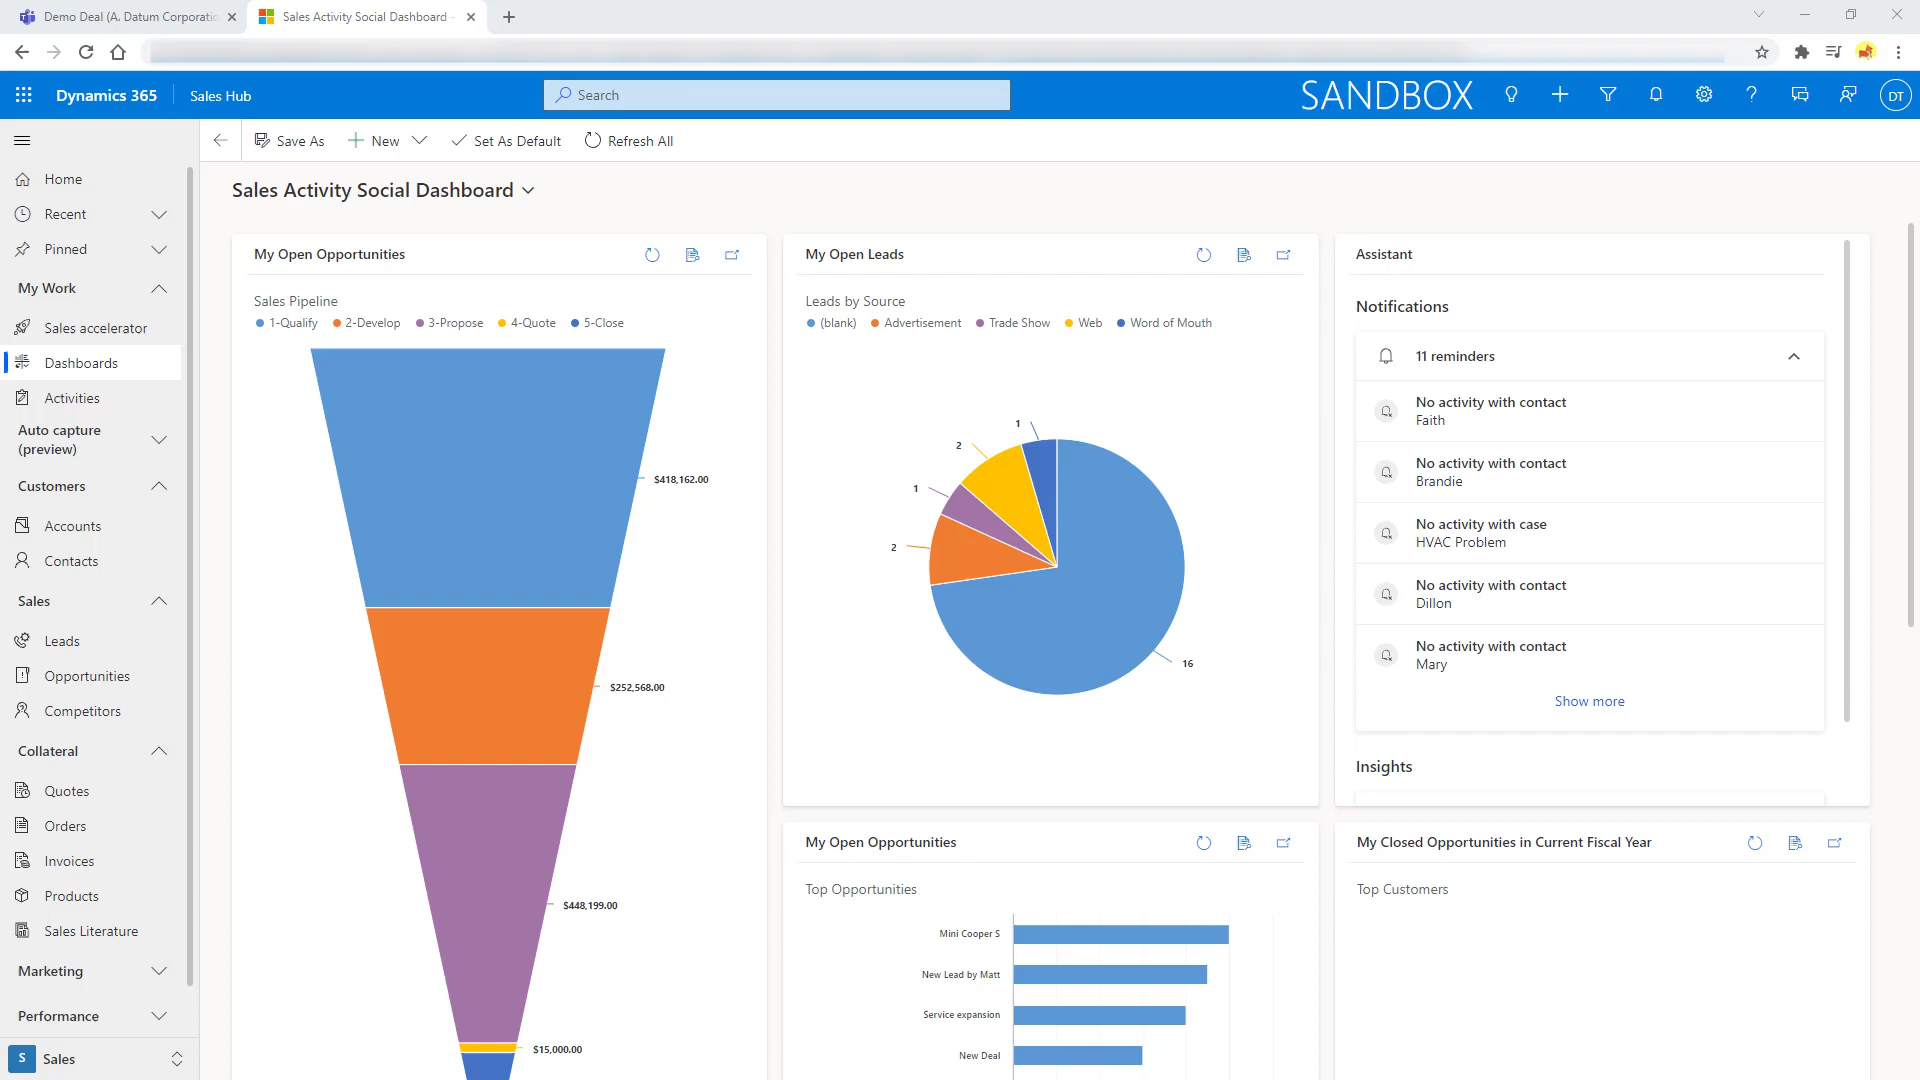 Demo Deal (A. Datum Corporatio
Sales Activity Social Dashboard -
Dynamics 365
Sales Hub
Search
SANDBOX
DT
Save As
New
Set As Default
Refresh All
Home
Recent
Pinned
My Work
Sales accelerator
Dashboards
Activities
Auto capture
(preview)
Customers
Accounts
Contacts
Sales
Leads
Opportunities
Competitors
Collateral
Quotes
Orders
Invoices
Products
Sales Literature
Marketing
Performance
S
Sales
Sales Activity Social Dashboard
My Open Opportunities
Sales Pipeline
1-Qualify
2-Develop
3-Propose
4-Quote
5-Close
$418,162.00
$252,568.00
$448,199.00
$15,000.00
My Open Leads
Leads by Source
(blank)
Advertisement
Trade Show
Web
Word of Mouth
1
2
1
2
16
Assistant
Notifications
11 reminders
No activity with contact
Faith
No activity with contact
Brandie
No activity with case
HVAC Problem
No activity with contact
Dillon
No activity with contact
Mary
Show more
Insights
My Open Opportunities
Top Opportunities
Mini Cooper S
New Lead by Matt
Service expansion
New Deal
My Closed Opportunities in Current Fiscal Year
Top Customers